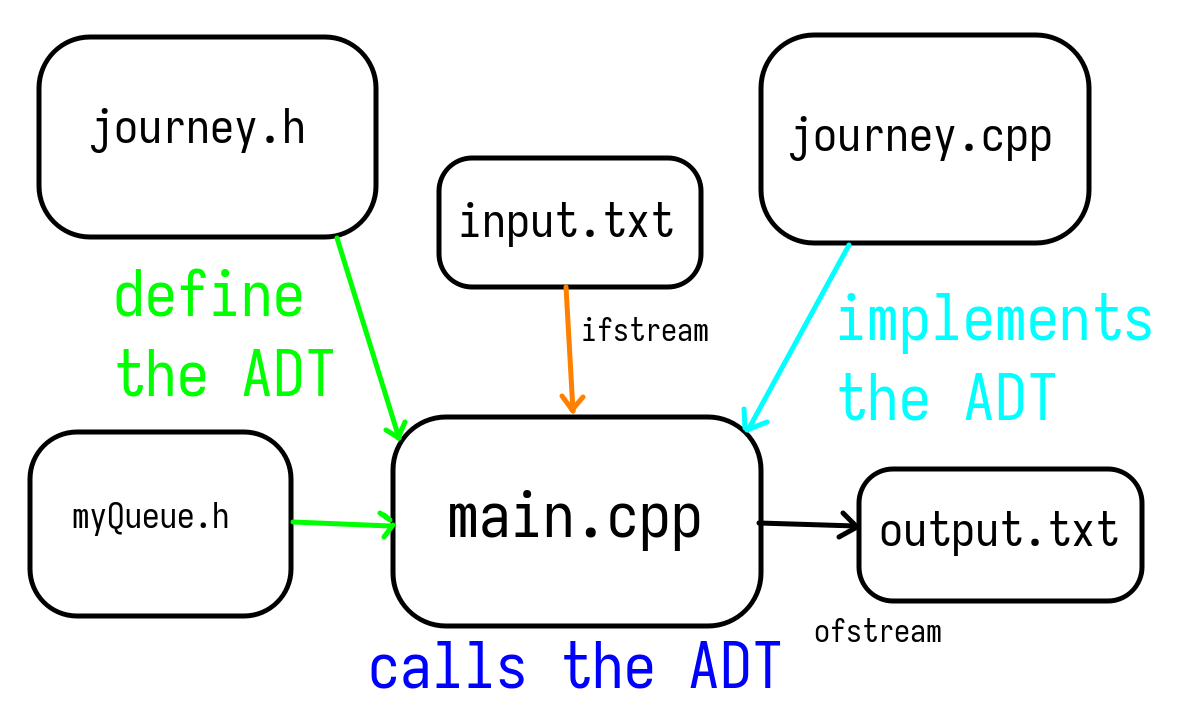 journey.h
journey.cpp
input.txt
define
the ADT
ifstream
implements
the ADT
myQueue.h
main.cpp
output.txt
ofstream
calls the ADT